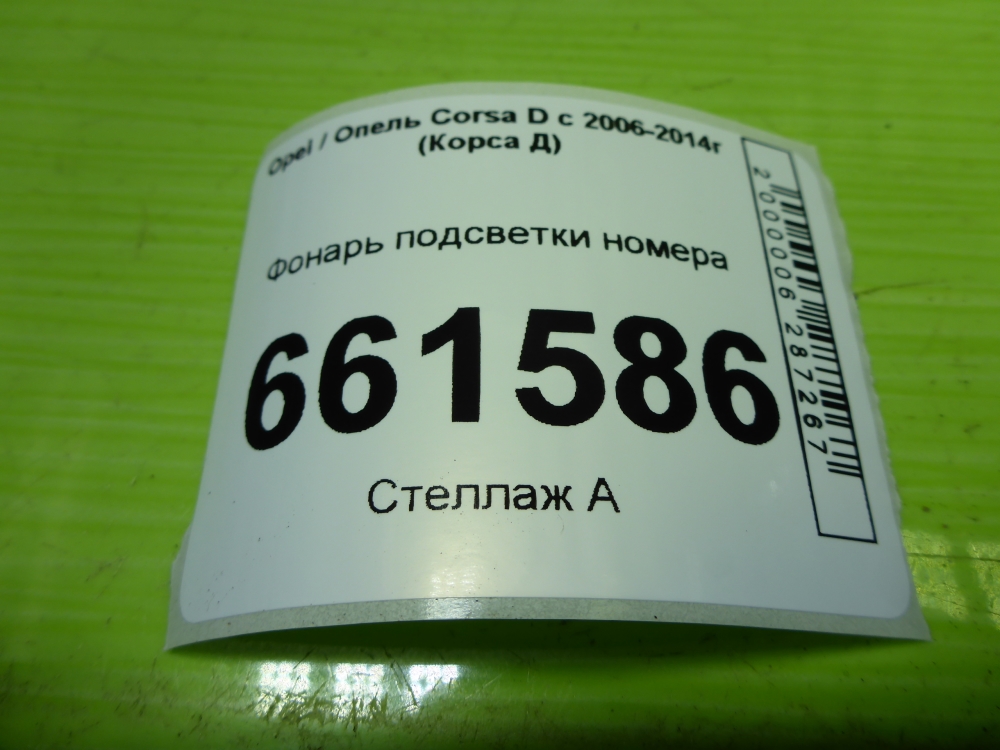 Opel / Опель Corsa D с 2006-2014г
(Корса Д)
Фонарь подсветки номера
661586
Стеллаж А
2000006287267